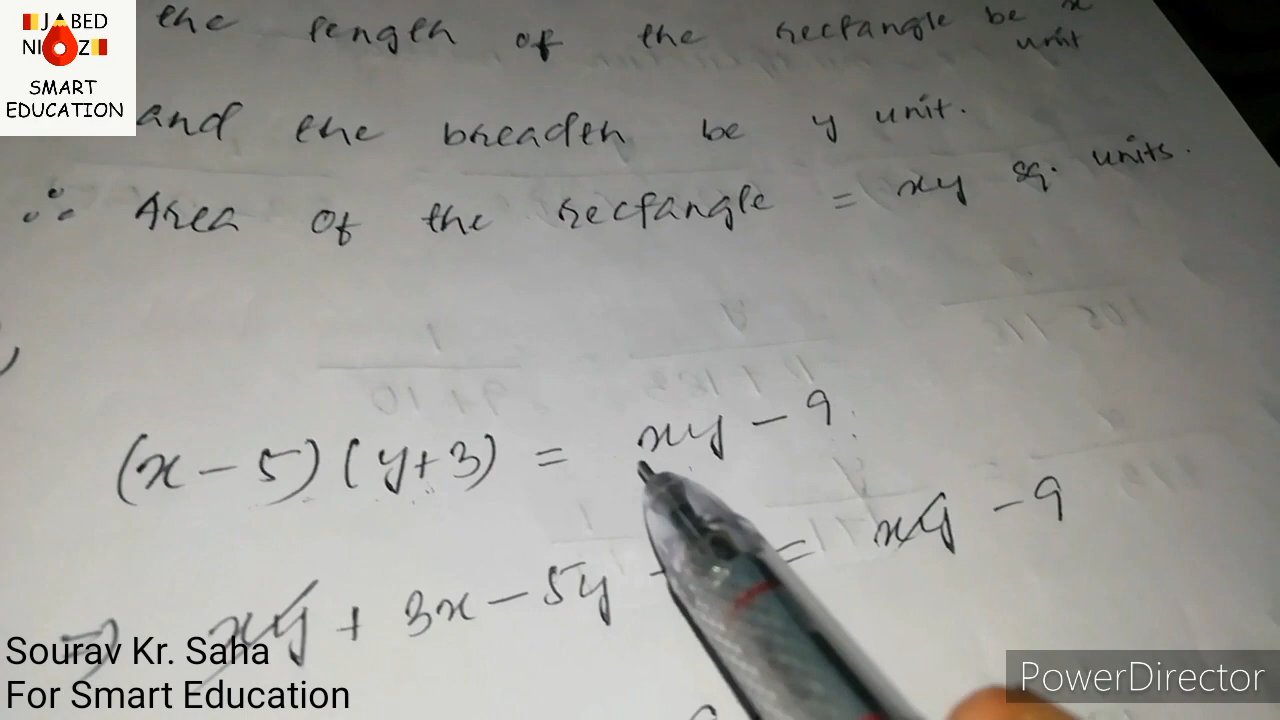 JABED
NIOZ
SMART
EDUCATION
the length of the rectangle be x
unit
and the breadth be y unit.
∴ Area of the rectangle = xy sq. units.
(x - 5) (y + 3) = xy - 9
⇒ xy + 3x - 5y - = xy - 9
Sourav Kr. Saha
For Smart Education
PowerDirector